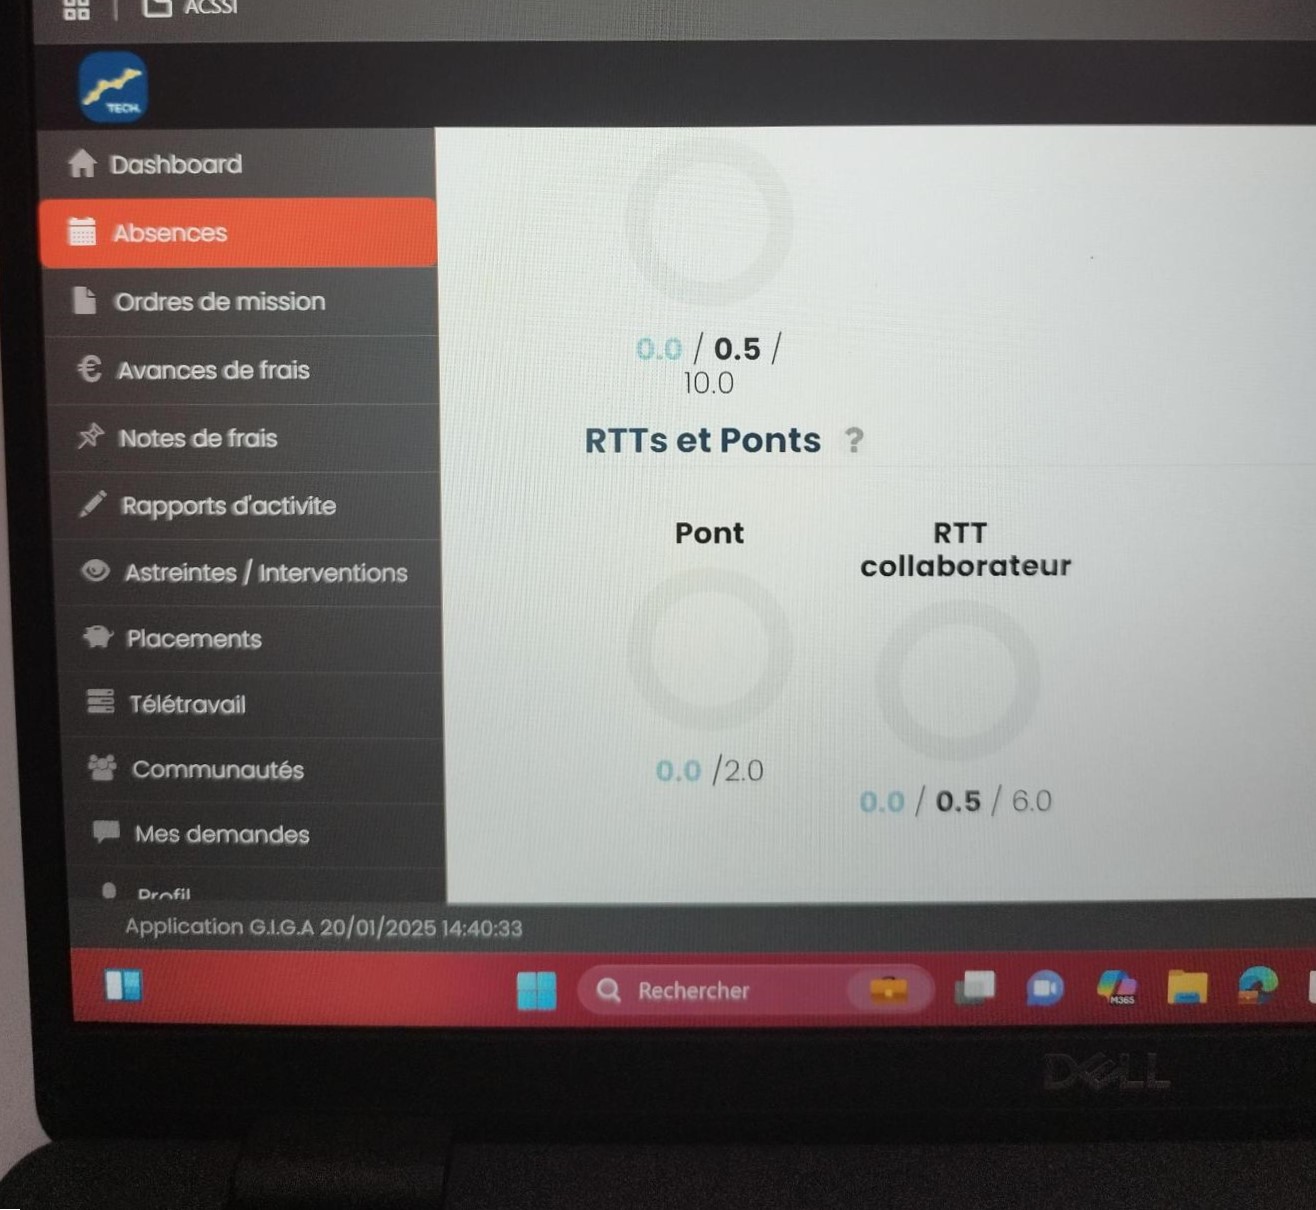 ACSSI
TECH.
Dashboard
Absences
Ordres de mission
Avances de frais
Notes de frais
Rapports d'activite
Astreintes / Interventions
Placements
Télétravail
Communautés
Mes demandes
Profil
0.0 / 0.5 /
10.0
RTTs et Ponts ?
Pont
0.0 /2.0
RTT
collaborateur
0.0 / 0.5 / 6.0
Application G.I.G.A 20/01/2025 14:40:33
Rechercher
M365
DELL